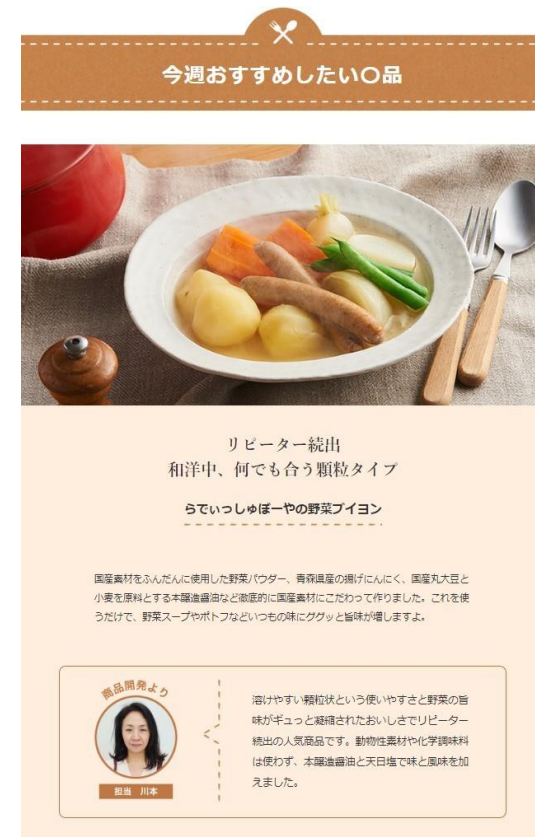 今週おすすめしたい〇品
リピーター続出
和洋中、何でも合う顆粒タイプ
らでぃっしゅぼーやの野菜ブイヨン
国産素材をふんだんに使用した野菜パウダー、青森県産の揚げにんにく、国産丸大豆と
小麦を原料とする本醸造醤油など徹底的に国産素材にこだわって作りました。これを使
うだけで、野菜スープやポトフなどいつもの味にググッと旨味が増しますよ。
商品開発より
担当 川本
溶けやすい顆粒状という使いやすさと野菜の旨
味がギュっと凝縮されたおいしさでリピーター
続出の人気商品です。動物性素材や化学調味料
は使わず、本醸造醤油と天日塩で味と風味を加
えました。